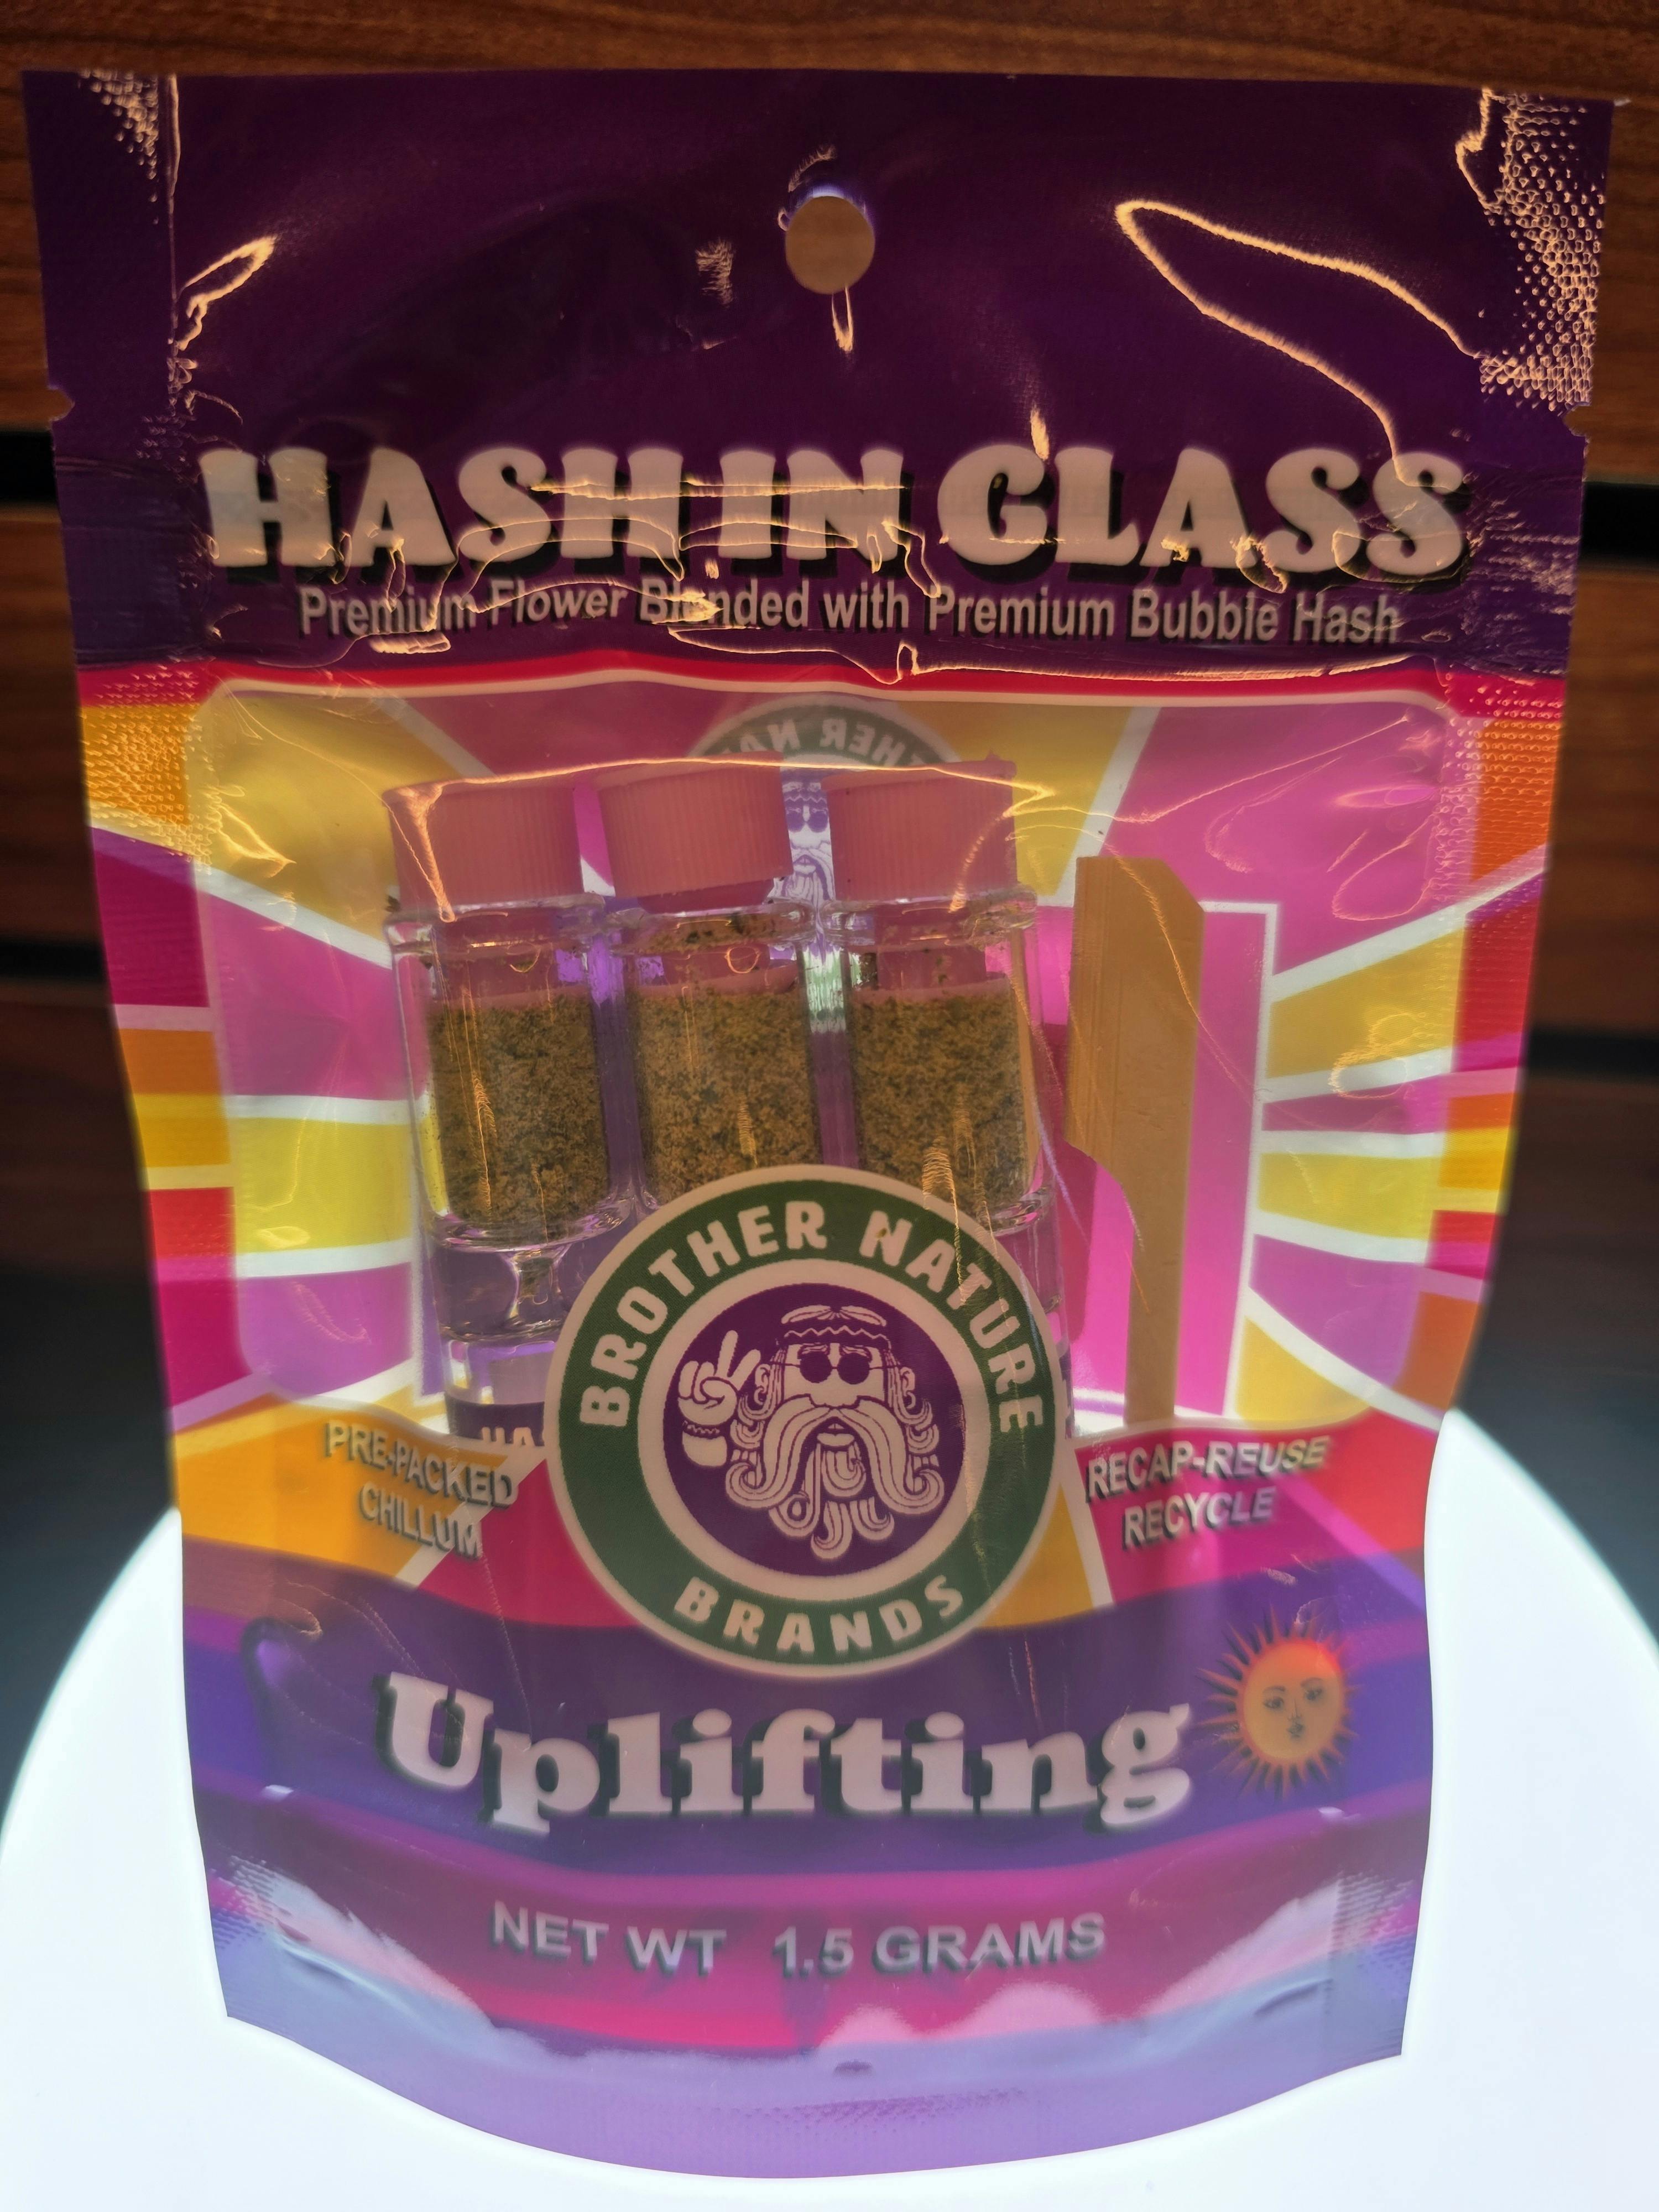 HASH IN GLASS
Premium Flower Blended with Premium Bubble Hash
BROTHER NATURE
BRANDS
PRE-PACKED
CHILLUM
RECAP-REUSE
RECYCLE
Uplifting
NET WT 1.5 GRAMS